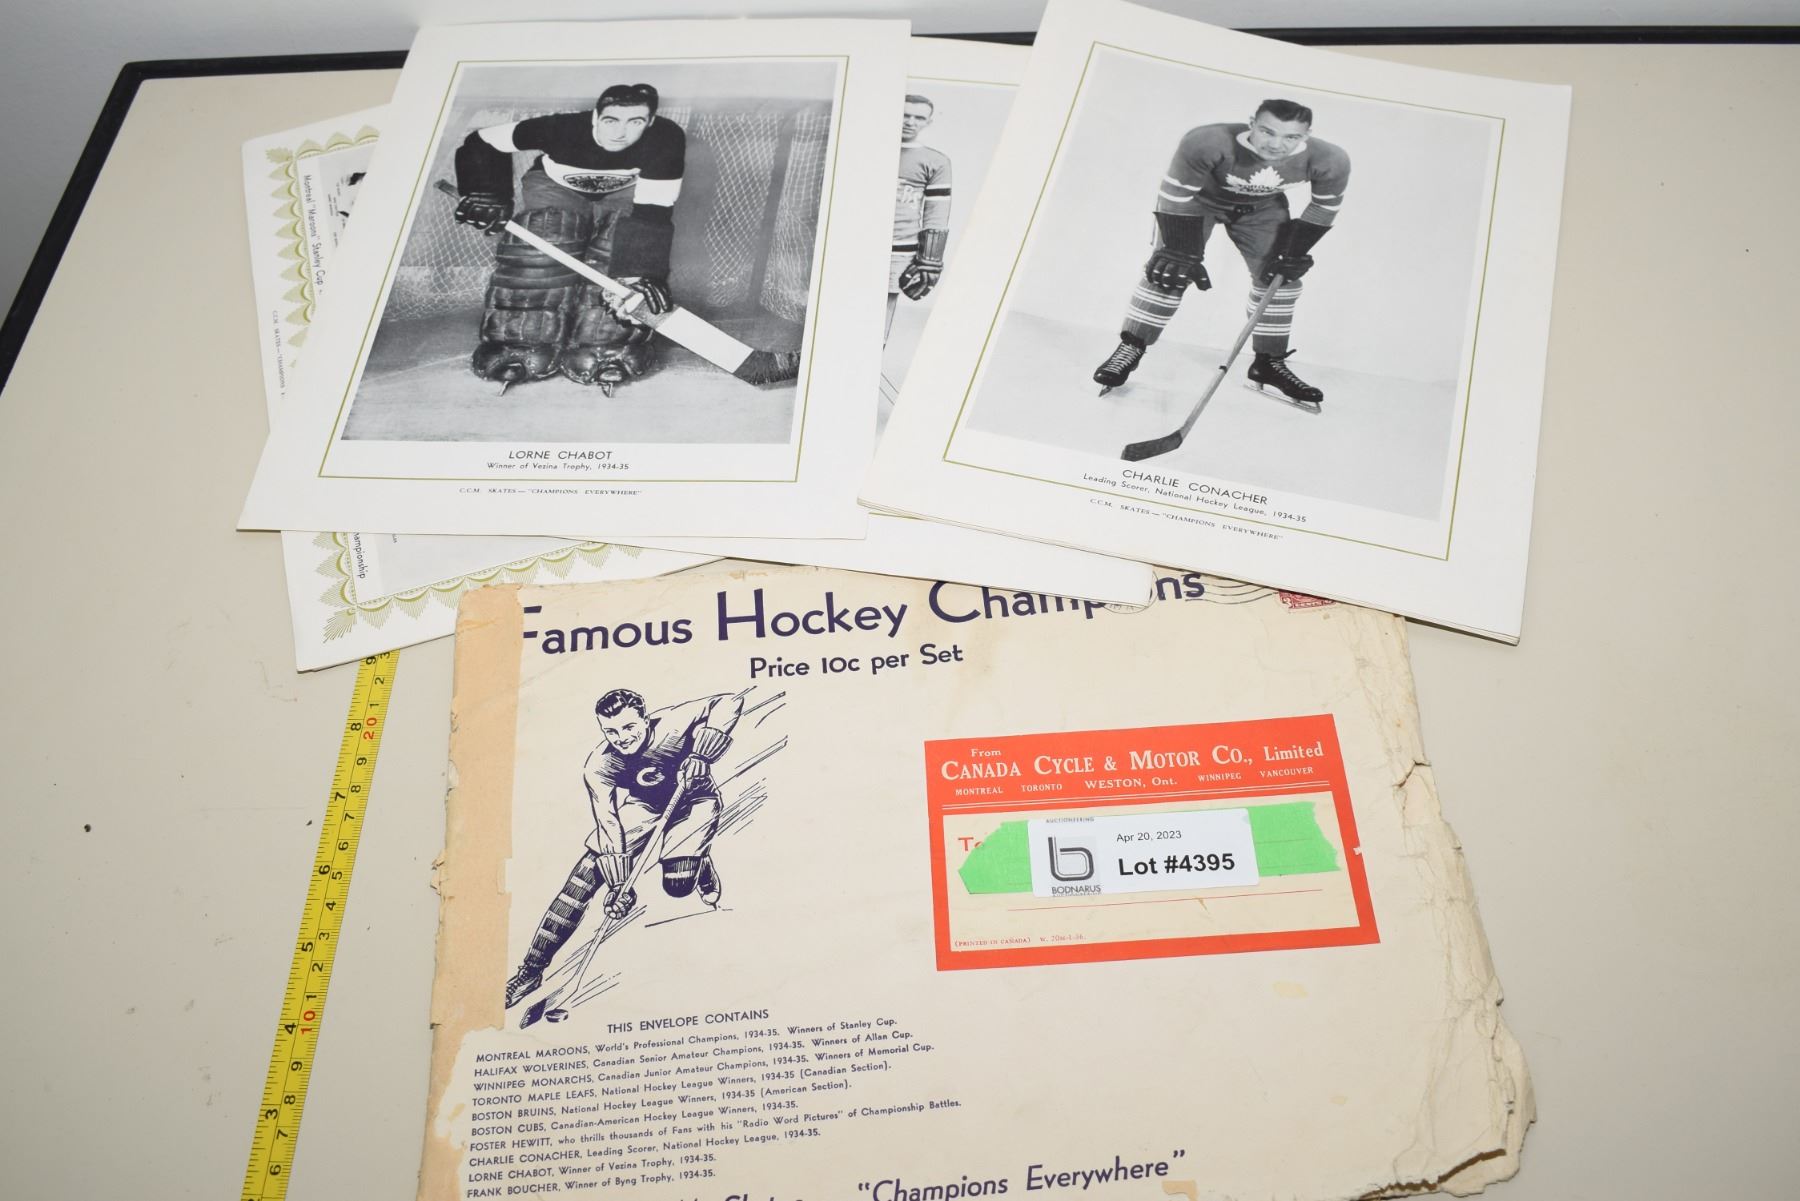 Montreal "Maroons" Stanley Cup
C.C.M. SKATES — "CHAMPIONS
LORNE CHABOT
Winner of Vezina Trophy, 1934-35
C.C.M. SKATES — "CHAMPIONS EVERYWHERE"
CHARLIE CONACHER
Leading Scorer, National Hockey League, 1934-35
C.C.M. SKATES — "CHAMPIONS EVERYWHERE"
Famous Hockey Champions
Price 10c per Set
From
CANADA CYCLE & MOTOR CO., Limited
MONTREAL TORONTO WESTON, Ont. WINNIPEG VANCOUVER
AUCTIONEERING
Apr 20, 2023
b
Lot #4395
BODNARUS
(PRINTED IN CANADA) W. 20M-1-36.
C
THIS ENVELOPE CONTAINS
MONTREAL MAROONS, World's Professional Champions, 1934-35. Winners of Stanley Cup.
HALIFAX WOLVERINES, Canadian Senior Amateur Champions, 1934-35. Winners of Allan Cup.
WINNIPEG MONARCHS, Canadian Junior Amateur Champions, 1934-35. Winners of Memorial Cup.
TORONTO MAPLE LEAFS, National Hockey League Winners, 1934-35 (Canadian Section).
BOSTON BRUINS, National Hockey League Winners, 1934-35 (American Section).
BOSTON CUBS, Canadian-American Hockey League Winners, 1934-35.
FOSTER HEWITT, who thrills thousands of Fans with his "Radio Word Pictures" of Championship Battles.
CHARLIE CONACHER, Leading Scorer, National Hockey League, 1934-35.
LORNE CHABOT, Winner of Vezina Trophy, 1934-35.
FRANK BOUCHER, Winner of Byng Trophy, 1934-35.
"Champions Everywhere"